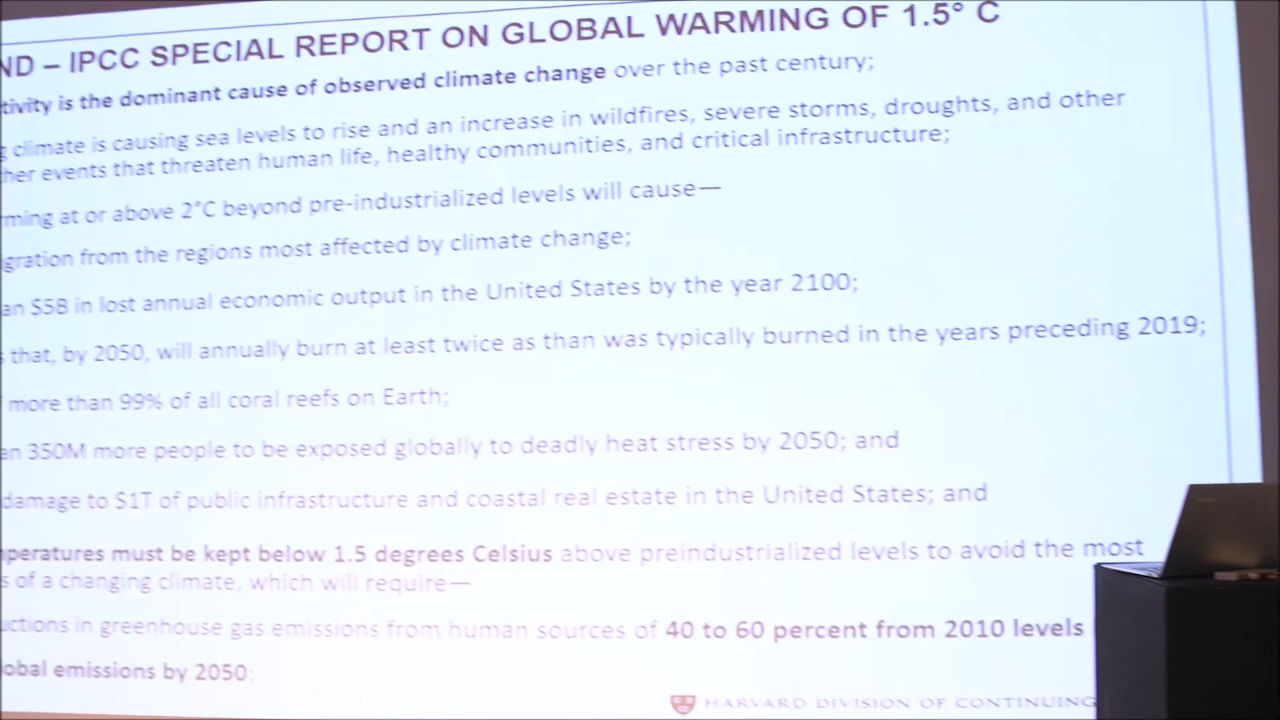 ND – IPCC SPECIAL REPORT ON GLOBAL WARMING OF 1.5° C
tivity is the dominant cause of observed climate change over the past century;
g climate is causing sea levels to rise and an increase in wildfires, severe storms, droughts, and other
her events that threaten human life, healthy communities, and critical infrastructure;
rming at or above 2°C beyond pre-industrialized levels will cause—
gration from the regions most affected by climate change;
an $5B in lost annual economic output in the United States by the year 2100;
s that, by 2050, will annually burn at least twice as than was typically burned in the years preceding 2019;
f more than 99% of all coral reefs on Earth;
an 350M more people to be exposed globally to deadly heat stress by 2050; and
damage to $1T of public infrastructure and coastal real estate in the United States; and
peratures must be kept below 1.5 degrees Celsius above preindustrialized levels to avoid the most
s of a changing climate, which will require—
uctions in greenhouse gas emissions from human sources of 40 to 60 percent from 2010 levels
obal emissions by 2050;
HARVARD DIVISION OF CONTINUING